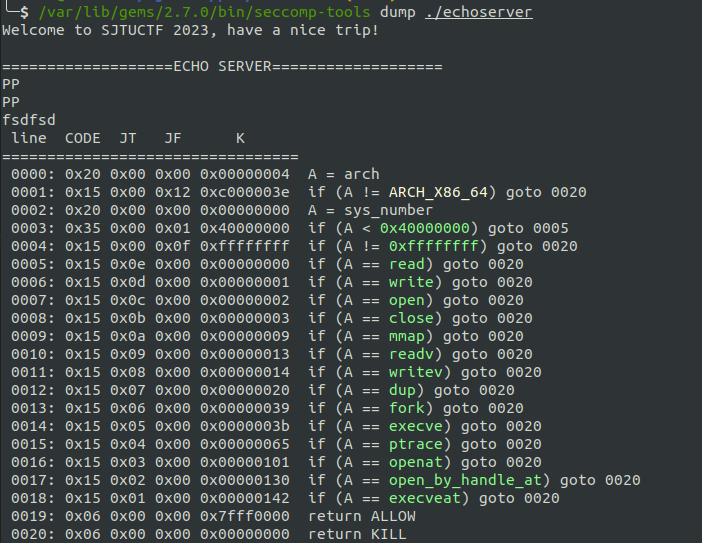 └─$ /var/lib/gems/2.7.0/bin/seccomp-tools dump ./echoserver
Welcome to SJTUCTF 2023, have a nice trip!
===================ECHO SERVER===================
PP
PP
fsdfsd
 line  CODE  JT   JF      K
=================================
 0000: 0x20 0x00 0x00 0x00000004  A = arch
 0001: 0x15 0x00 0x12 0xc000003e  if (A != ARCH_X86_64) goto 0020
 0002: 0x20 0x00 0x00 0x00000000  A = sys_number
 0003: 0x35 0x00 0x01 0x40000000  if (A < 0x40000000) goto 0005
 0004: 0x15 0x00 0x0f 0xffffffff  if (A != 0xffffffff) goto 0020
 0005: 0x15 0x0e 0x00 0x00000000  if (A == read) goto 0020
 0006: 0x15 0x0d 0x00 0x00000001  if (A == write) goto 0020
 0007: 0x15 0x0c 0x00 0x00000002  if (A == open) goto 0020
 0008: 0x15 0x0b 0x00 0x00000003  if (A == close) goto 0020
 0009: 0x15 0x0a 0x00 0x00000009  if (A == mmap) goto 0020
 0010: 0x15 0x09 0x00 0x00000013  if (A == readv) goto 0020
 0011: 0x15 0x08 0x00 0x00000014  if (A == writev) goto 0020
 0012: 0x15 0x07 0x00 0x00000020  if (A == dup) goto 0020
 0013: 0x15 0x06 0x00 0x00000039  if (A == fork) goto 0020
 0014: 0x15 0x05 0x00 0x0000003b  if (A == execve) goto 0020
 0015: 0x15 0x04 0x00 0x00000065  if (A == ptrace) goto 0020
 0016: 0x15 0x03 0x00 0x00000101  if (A == openat) goto 0020
 0017: 0x15 0x02 0x00 0x00000130  if (A == open_by_handle_at) goto 0020
 0018: 0x15 0x01 0x00 0x00000142  if (A == execveat) goto 0020
 0019: 0x06 0x00 0x00 0x7fff0000  return ALLOW
 0020: 0x06 0x00 0x00 0x00000000  return KILL